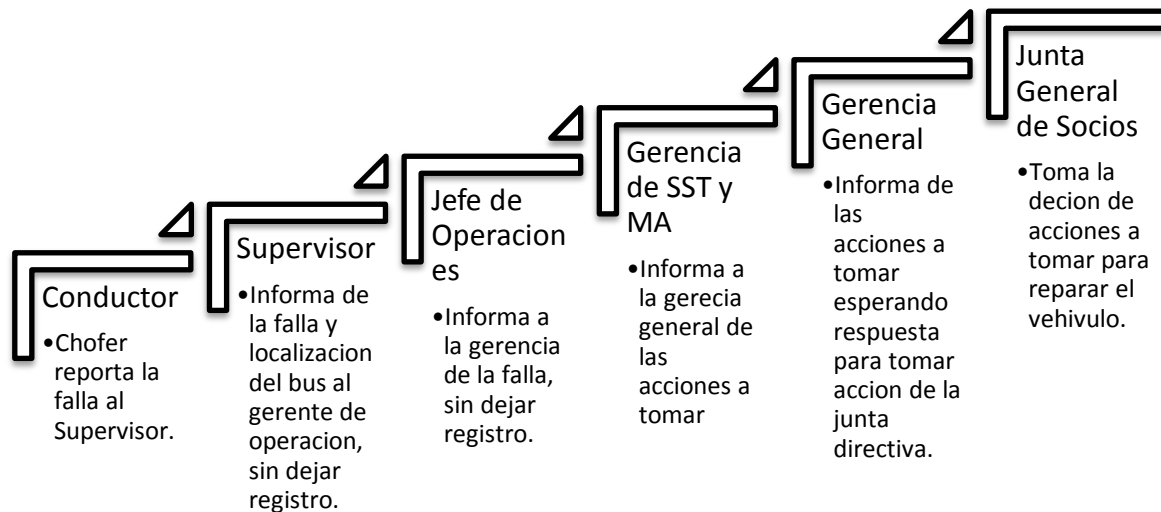 Conductor
•Chofer
reporta la
falla al
Supervisor.
Supervisor
•Informa de
la falla y
localizacion
del bus al
gerente de
operacion,
sin dejar
registro.
Jefe de
Operacion
es
•Informa a
la gerencia
de la falla,
sin dejar
registro.
Gerencia
de SST y
MA
•Informa a
la gerecia
general de
las
acciones a
tomar
Gerencia
General
•Informa de
las
acciones a
tomar
esperando
respuesta
para tomar
accion de la
junta
directiva.
Junta
General
de Socios
•Toma la
decion de
acciones a
tomar para
reparar el
vehivulo.